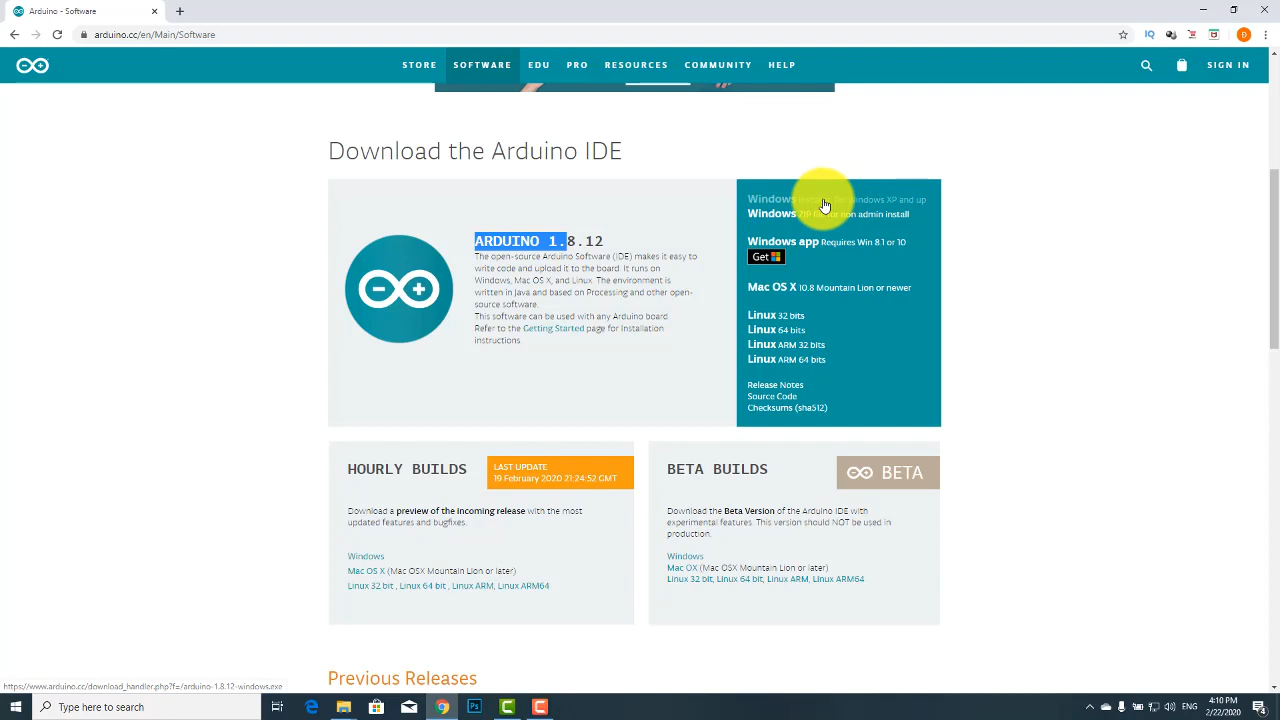 Arduino - Software
arduino.cc/en/Main/Software
STORE SOFTWARE EDU PRO RESOURCES COMMUNITY HELP SIGN IN
Download the Arduino IDE
ARDUINO 1.8.12
The open-source Arduino Software (IDE) makes it easy to
write code and upload it to the board. It runs on
Windows, Mac OS X, and Linux. The environment is
written in Java and based on Processing and other open-
source software.
This software can be used with any Arduino board.
Refer to the Getting Started page for Installation
instructions.
Windows Windows XP and up
Windows ZIP non admin install
Windows app Requires Win 8.1 or 10
Get
Mac OS X 10.8 Mountain Lion or newer
Linux 32 bits
Linux 64 bits
Linux ARM 32 bits
Linux ARM 64 bits
Release Notes
Source Code
Checksums (sha512)
HOURLY BUILDS
LAST UPDATE
19 February 2020 21:24:52 GMT
Download a preview of the incoming release with the most
updated features and bugfixes.
Windows
Mac OS X (Mac OSX Mountain Lion or later)
Linux 32 bit , Linux 64 bit , Linux ARM, Linux ARM64
BETA BUILDS
BETA
Download the Beta Version of the Arduino IDE with
experimental features. This version should NOT be used in
production.
Windows
Mac OX (Mac OSX Mountain Lion or later)
Linux 32 bit, Linux 64 bit, Linux ARM, Linux ARM64
Previous Releases
https://www.arduino.cc/download_handler.php?f=/arduino-1.8.12-windows.exe
Type here to search
ENG
4:10 PM
2/22/2020